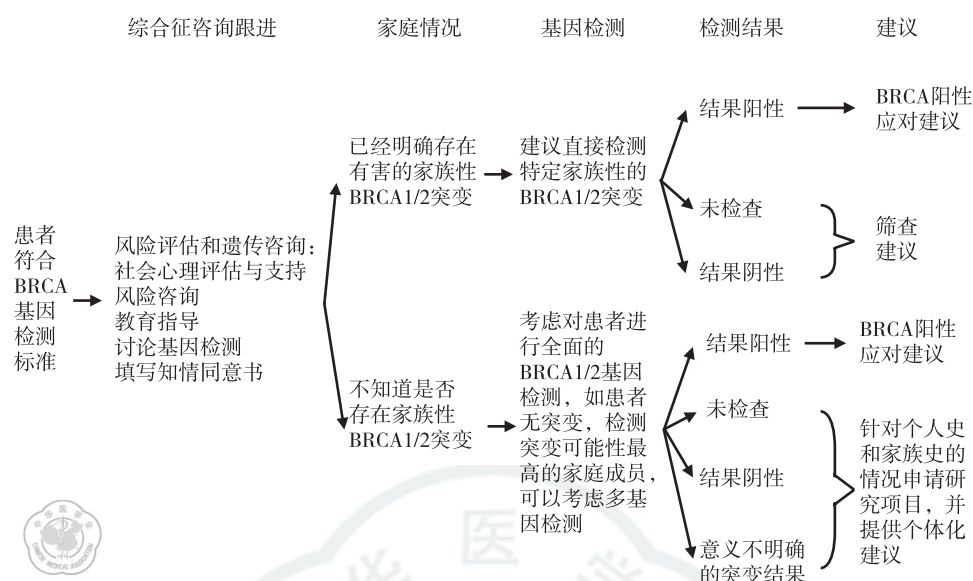 综合征咨询跟进
家庭情况
基因检测
检测结果
建议
患者
符合
BRCA
基因
检测
标准
风险评估和遗传咨询：
社会心理评估与支持
风险咨询
教育指导
讨论基因检测
填写知情同意书
已经明确存在
有害的家族性
BRCA1/2突变
建议直接检测
特定家族性的
BRCA1/2突变
结果阳性
BRCA阳性
应对建议
未检查
结果阴性
筛查
建议
不知道是否
存在家族性
BRCA1/2突变
考虑对患者进
行全面的
BRCA1/2基因
检测，如患者
无突变，检测
突变可能性最
高的家庭成员，
可以考虑多基
因检测
结果阳性
BRCA阳性
应对建议
未检查
结果阴性
意义不明确
的突变结果
针对个人史
和家族史的
情况申请研
究项目，并
提供个体化
建议
中华医学会
CHINESE MEDICAL ASSOCIATION
华医学